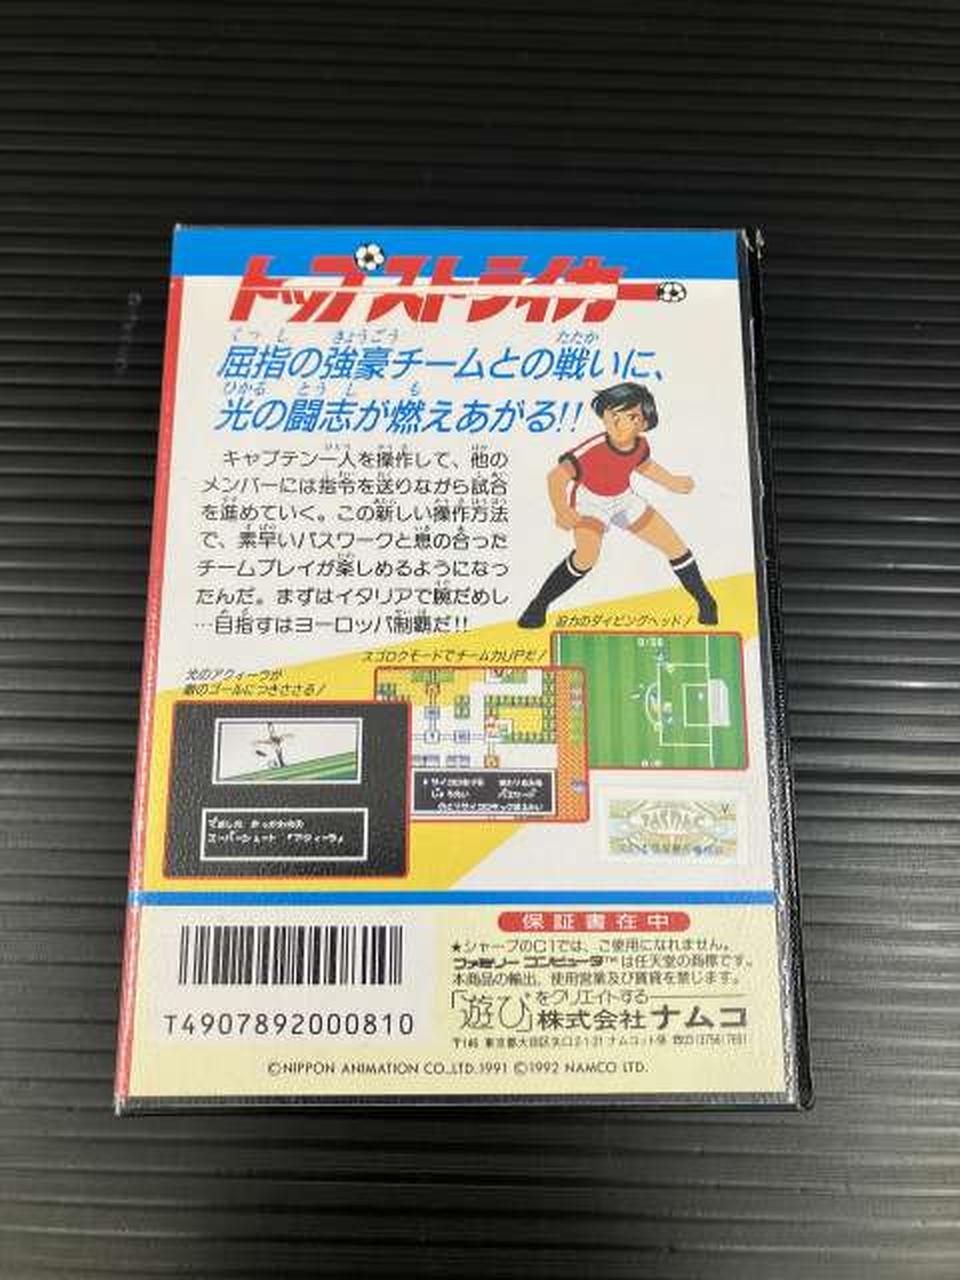 トップストライカー
屈指の強豪チームとの戦いに、
光の闘志が燃えあがる!!
キャプテン一人を操作して、他の
メンバーには指令を送りながら試合
を進めていく。この新しい操作方法
で、素早いパスワークと息の合った
チームプレイが楽しめるようになっ
たんだ。まずはイタリアで腕だめし
…目指すはヨーロッパ制覇だ!!
迫力のダイビングヘッド!
スゴロクモードでチーム力UPだ!
光のアクィーラが
敵のゴールにつきささる!
スーパーシュート 「アクィーラ」
保証書在中
★シャープのC1では、ご使用になれません。
ファミリーコンピュータ™は任天堂の商標です。
本商品の輸出、使用営業及び賃貸を禁じます。
「遊び」をクリエイトする
株式会社ナムコ
〒146 東京都大田区矢口2-1-21
T4907892000810
©NIPPON ANIMATION CO.,LTD.1991 ©1992 NAMCO LTD.